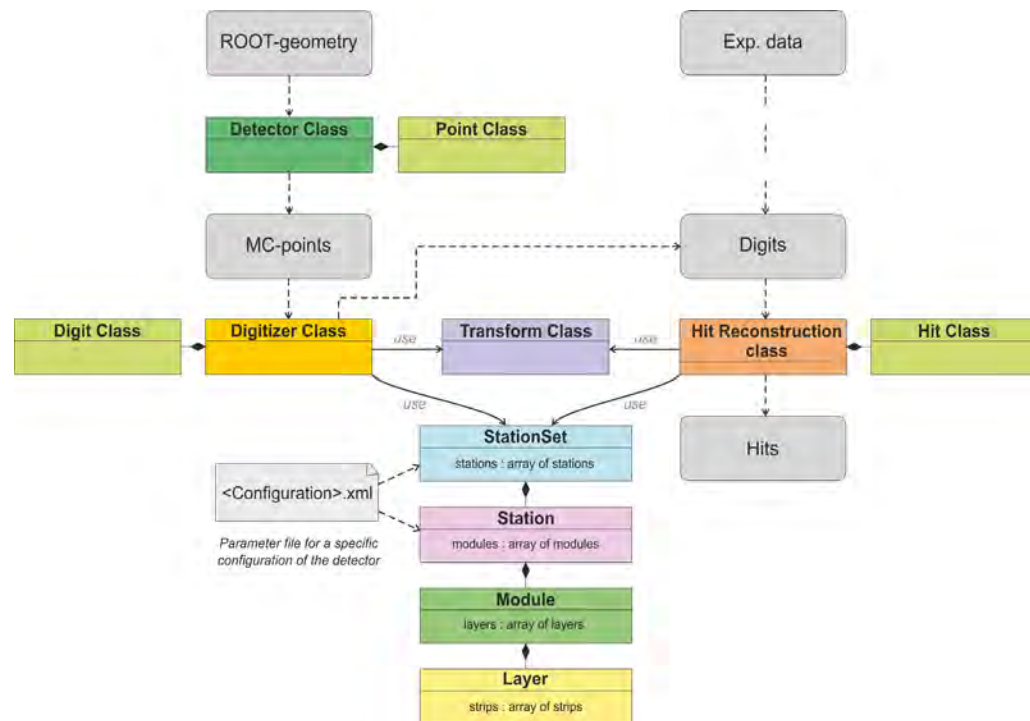 ROOT-geometry
Exp. data
Detector Class
Point Class
MC-points
Digits
Digit Class
Digitizer Class
use
Transform Class
use
Hit Reconstruction
class
Hit Class
use
use
StationSet
stations : array of stations
Hits
<Configuration>.xml
Parameter file for a specific
configuration of the detector
Station
modules : array of modules
Module
layers : array of layers
Layer
strips : array of strips